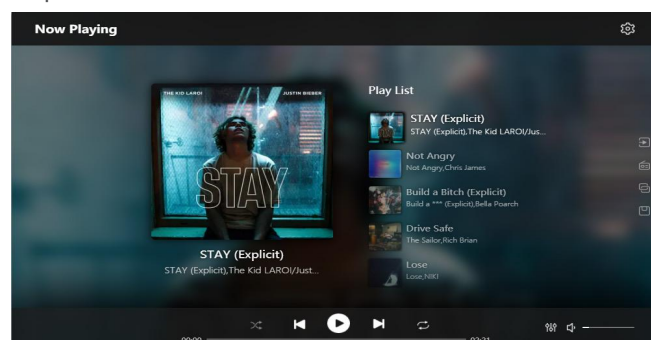 Now Playing
THE KID LAROI
JUSTIN BIEBER
STAY
STAY (Explicit)
STAY (Explicit),The Kid LAROI/Just...
Play List
STAY (Explicit)
STAY (Explicit),The Kid LAROI/Jus...
Not Angry
Not Angry,Chris James
Build a Bitch (Explicit)
Build a *** (Explicit),Bella Poarch
Drive Safe
The Sailor,Rich Brian
Lose
Lose,NIKI
00:00
02:21